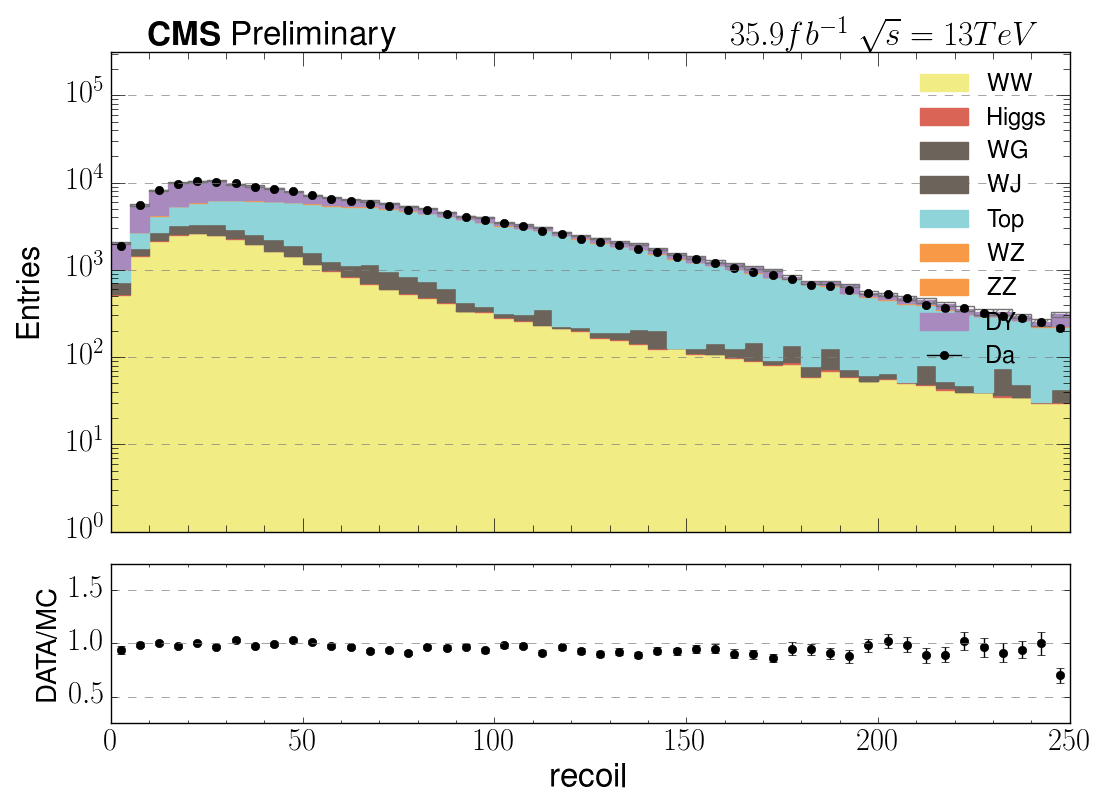 CMS Preliminary 35.9fb⁻¹ √s = 13TeV
Entries
10⁵
10⁴
10³
10²
10¹
10⁰
WW
Higgs
WG
WJ
Top
WZ
ZZ
DY
Da
DATA/MC
1.5
1.0
0.5
0 50 100 150 200 250
recoil